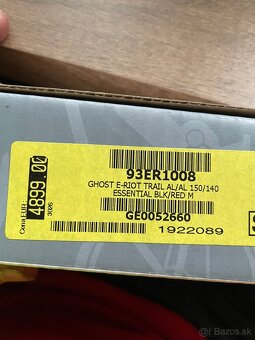 93ER1008
GHOST E-RIOT TRAIL AL/AL 150/140
ESSENTIAL BLK/RED M
GE0052660
1922089
Cena EUR:
4899.00
© Bazos.sk